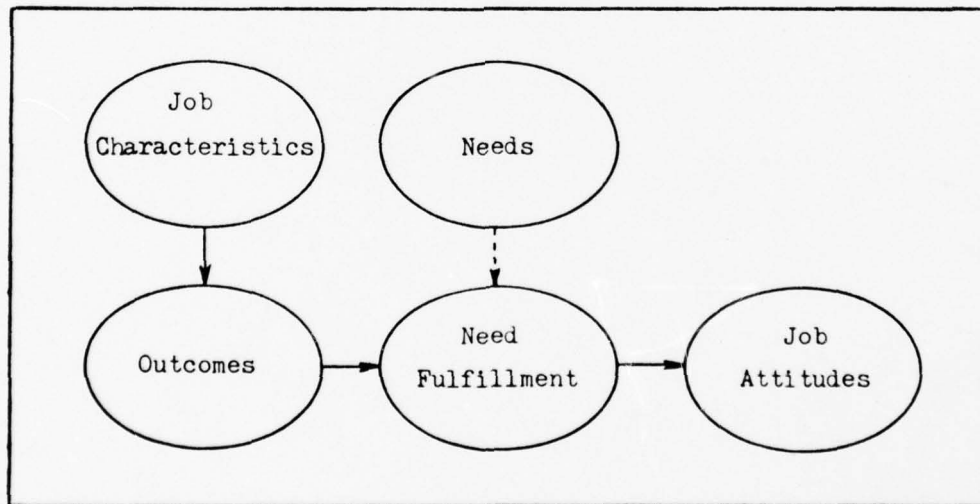 Job
Characteristics
Needs
Outcomes
Need
Fulfillment
Job
Attitudes